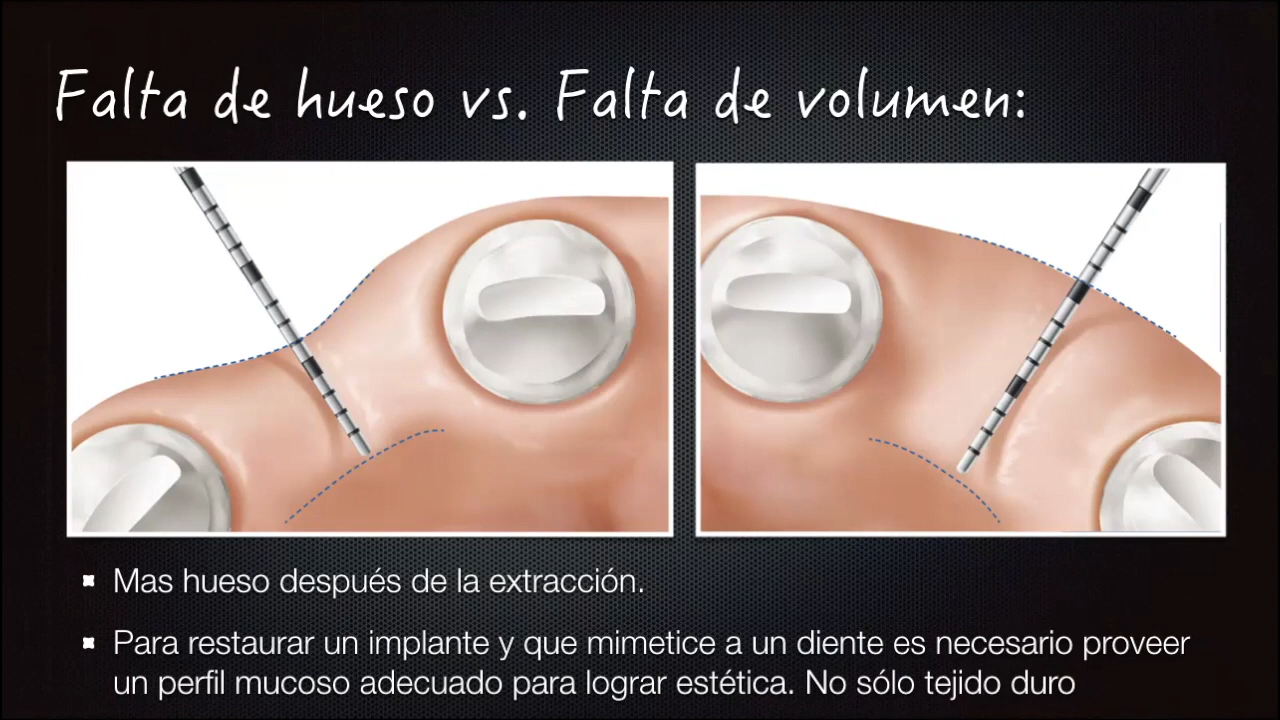 Falta de hueso vs. Falta de volumen:
Mas hueso después de la extracción.
Para restaurar un implante y que mimetice a un diente es necesario proveer
un perfil mucoso adecuado para lograr estética. No sólo tejido duro